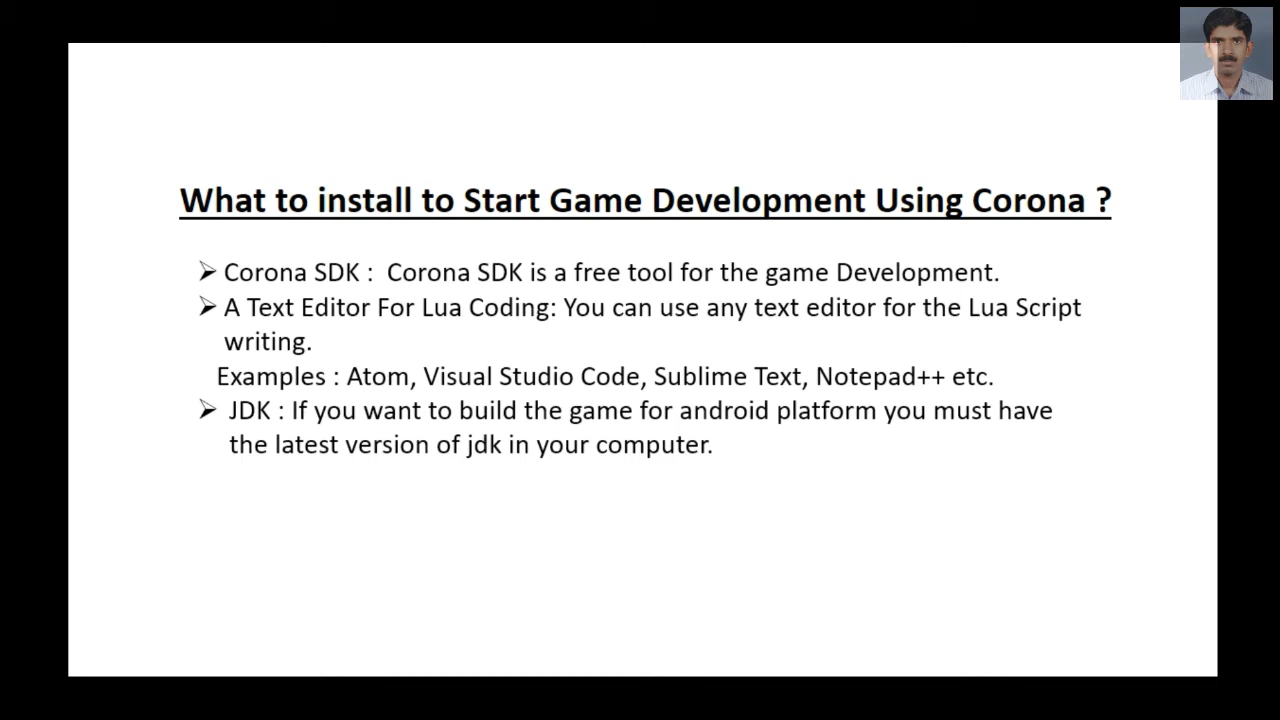 What to install to Start Game Development Using Corona ?
➢ Corona SDK :  Corona SDK is a free tool for the game Development.
➢ A Text Editor For Lua Coding: You can use any text editor for the Lua Script
writing.
Examples : Atom, Visual Studio Code, Sublime Text, Notepad++ etc.
➢ JDK : If you want to build the game for android platform you must have
the latest version of jdk in your computer.